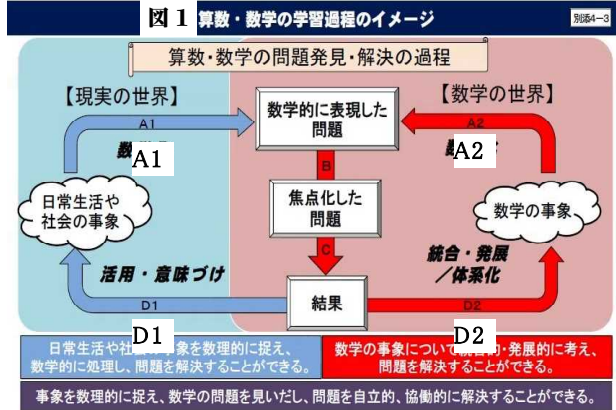 図1 算数・数学の学習過程のイメージ
別添4-3
算数・数学の問題発見・解決の過程
【現実の世界】
【数学の世界】
A1
A2
数学的に表現した
問題
A1
A2
B
日常生活や
社会の事象
焦点化した
問題
数学の事象
C
活用・意味づけ
統合・発展
/体系化
結果
D1
D2
D1
D2
日常生活や社会の事象を数理的に捉え、
数学的に処理し、問題を解決することができる。
数学の事象について統合的・発展的に考え、
問題を解決することができる。
事象を数理的に捉え、数学の問題を見いだし、問題を自立的、協働的に解決することができる。